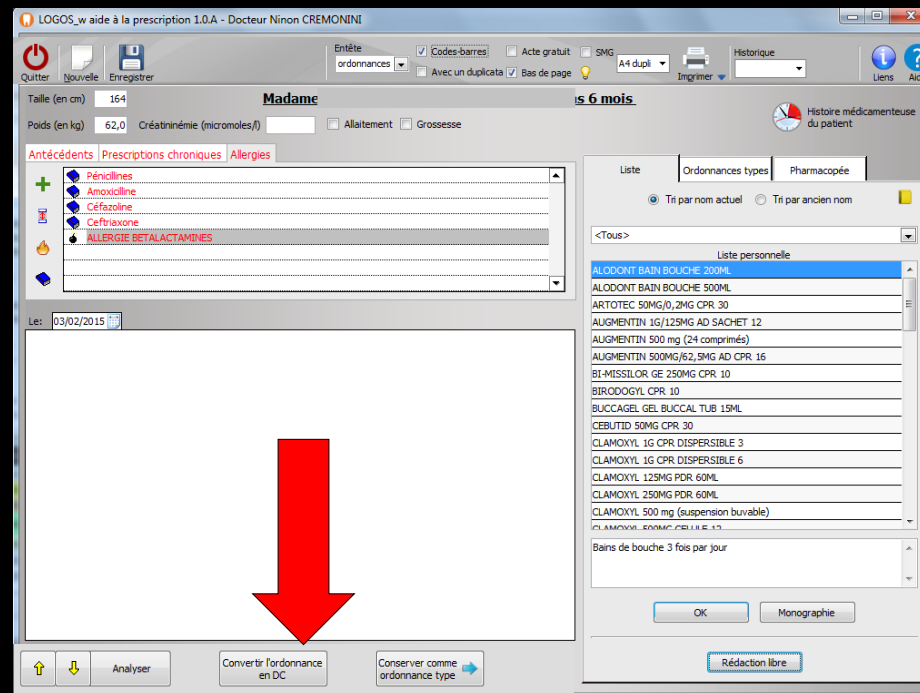 LOGOS_w aide à la prescription 1.0.A - Docteur Ninon CREMONINI
Quitter
Nouvelle
Enregistrer
Entête
ordonnances
Codes-barres
Acte gratuit
SMG
Avec un duplicata
Bas de page
A4 dupli
Imprimer
Historique
Liens
Taille (en cm) 164
Madame
s 6 mois
Poids (en kg) 62,0 Créatininémie (micromoles/l)
Allaitement
Grossesse
Histoire médicamenteuse
du patient
Antécédents
Prescriptions chroniques
Allergies
Pénicillines
Amoxicilline
Céfazoline
Ceftriaxone
ALLERGIE BETALACTAMINES
Le: 03/02/2015
Liste
Ordonnances types
Pharmacopée
Tri par nom actuel
Tri par ancien nom
<Tous>
Liste personnelle
ALODONT BAIN BOUCHE 200ML
ALODONT BAIN BOUCHE 500ML
ARTOTEC 50MG/0,2MG CPR 30
AUGMENTIN 1G/125MG AD SACHET 12
AUGMENTIN 500 mg (24 comprimés)
AUGMENTIN 500MG/62,5MG AD CPR 16
BI-MISSILOR GE 250MG CPR 10
BIRODOGYL CPR 10
BUCCAGEL GEL BUCCAL TUB 15ML
CEBUTID 50MG CPR 30
CLAMOXYL 1G CPR DISPERSIBLE 3
CLAMOXYL 1G CPR DISPERSIBLE 6
CLAMOXYL 125MG PDR 60ML
CLAMOXYL 250MG PDR 60ML
CLAMOXYL 500 mg (suspension buvable)
Bains de bouche 3 fois par jour
OK
Monographie
Rédaction libre
Analyser
Convertir l'ordonnance
en DC
Conserver comme
ordonnance type